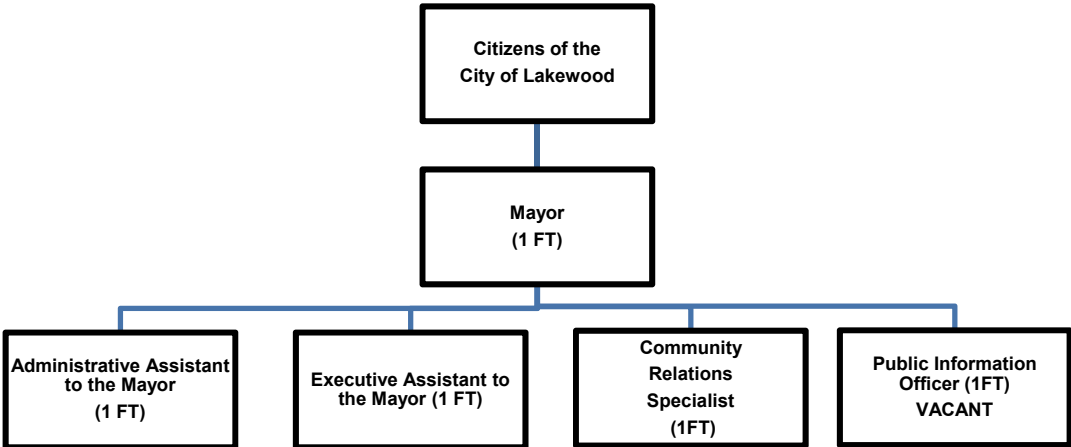 Citizens of the
City of Lakewood
Mayor
(1 FT)
Administrative Assistant
to the Mayor
(1 FT)
Executive Assistant to
the Mayor (1 FT)
Community
Relations
Specialist
(1FT)
Public Information
Officer (1FT)
VACANT